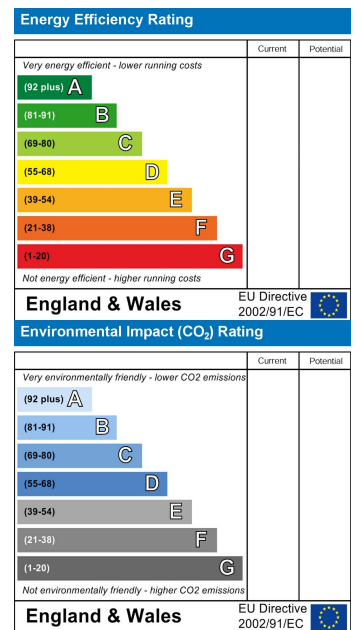 Energy Efficiency Rating
Current Potential
Very energy efficient - lower running costs
(92 plus) A
(81-91) B
(69-80) C
(55-68) D
(39-54) E
(21-38) F
(1-20) G
Not energy efficient - higher running costs
England & Wales EU Directive
2002/91/EC
Environmental Impact (CO₂) Rating
Current Potential
Very environmentally friendly - lower CO2 emissions
(92 plus) A
(81-91) B
(69-80) C
(55-68) D
(39-54) E
(21-38) F
(1-20) G
Not environmentally friendly - higher CO2 emissions
England & Wales EU Directive
2002/91/EC